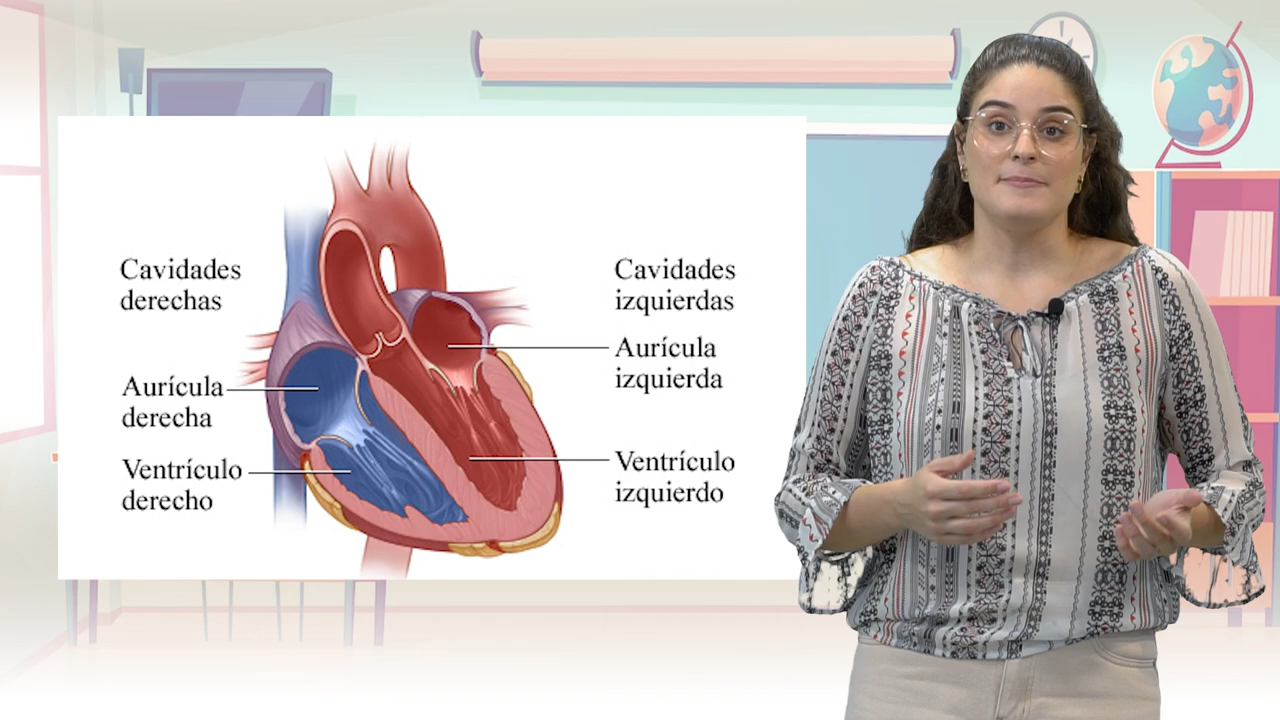 Cavidades
derechas
Aurícula
derecha
Ventrículo
derecho
Cavidades
izquierdas
Aurícula
izquierda
Ventrículo
izquierdo